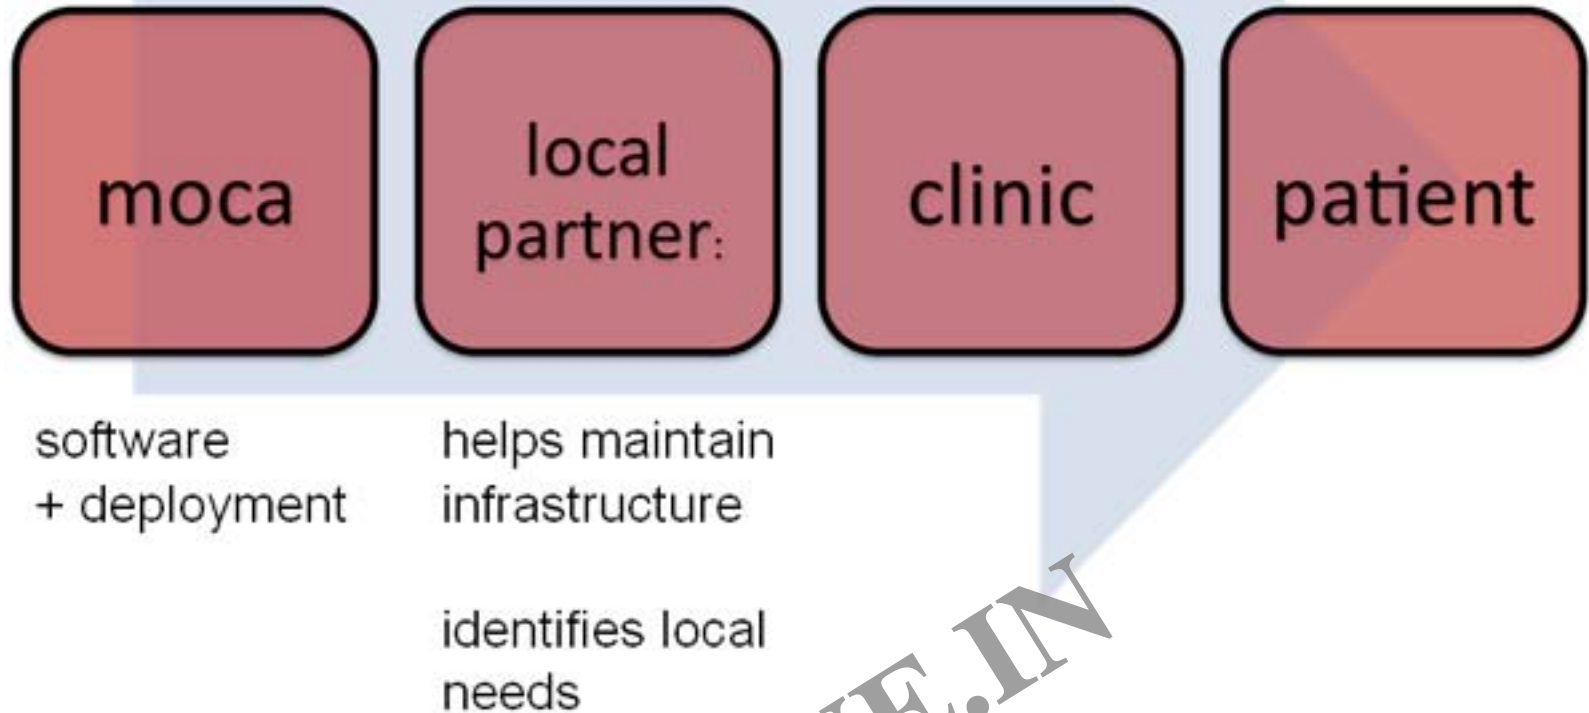 moca
local
partner:
clinic
patient
software
+ deployment
helps maintain
infrastructure
identifies local
needs